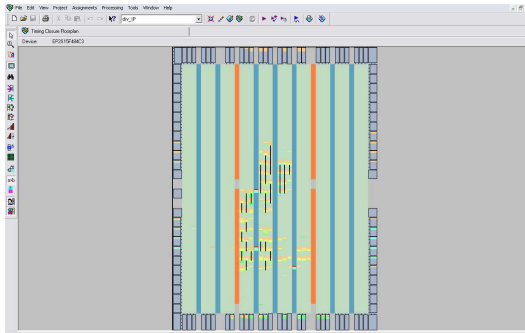 File Edit View Project Assignments Processing Tools Window Help
div_IP
Timing Closure Floorplan
Device: EP2S15F484C3